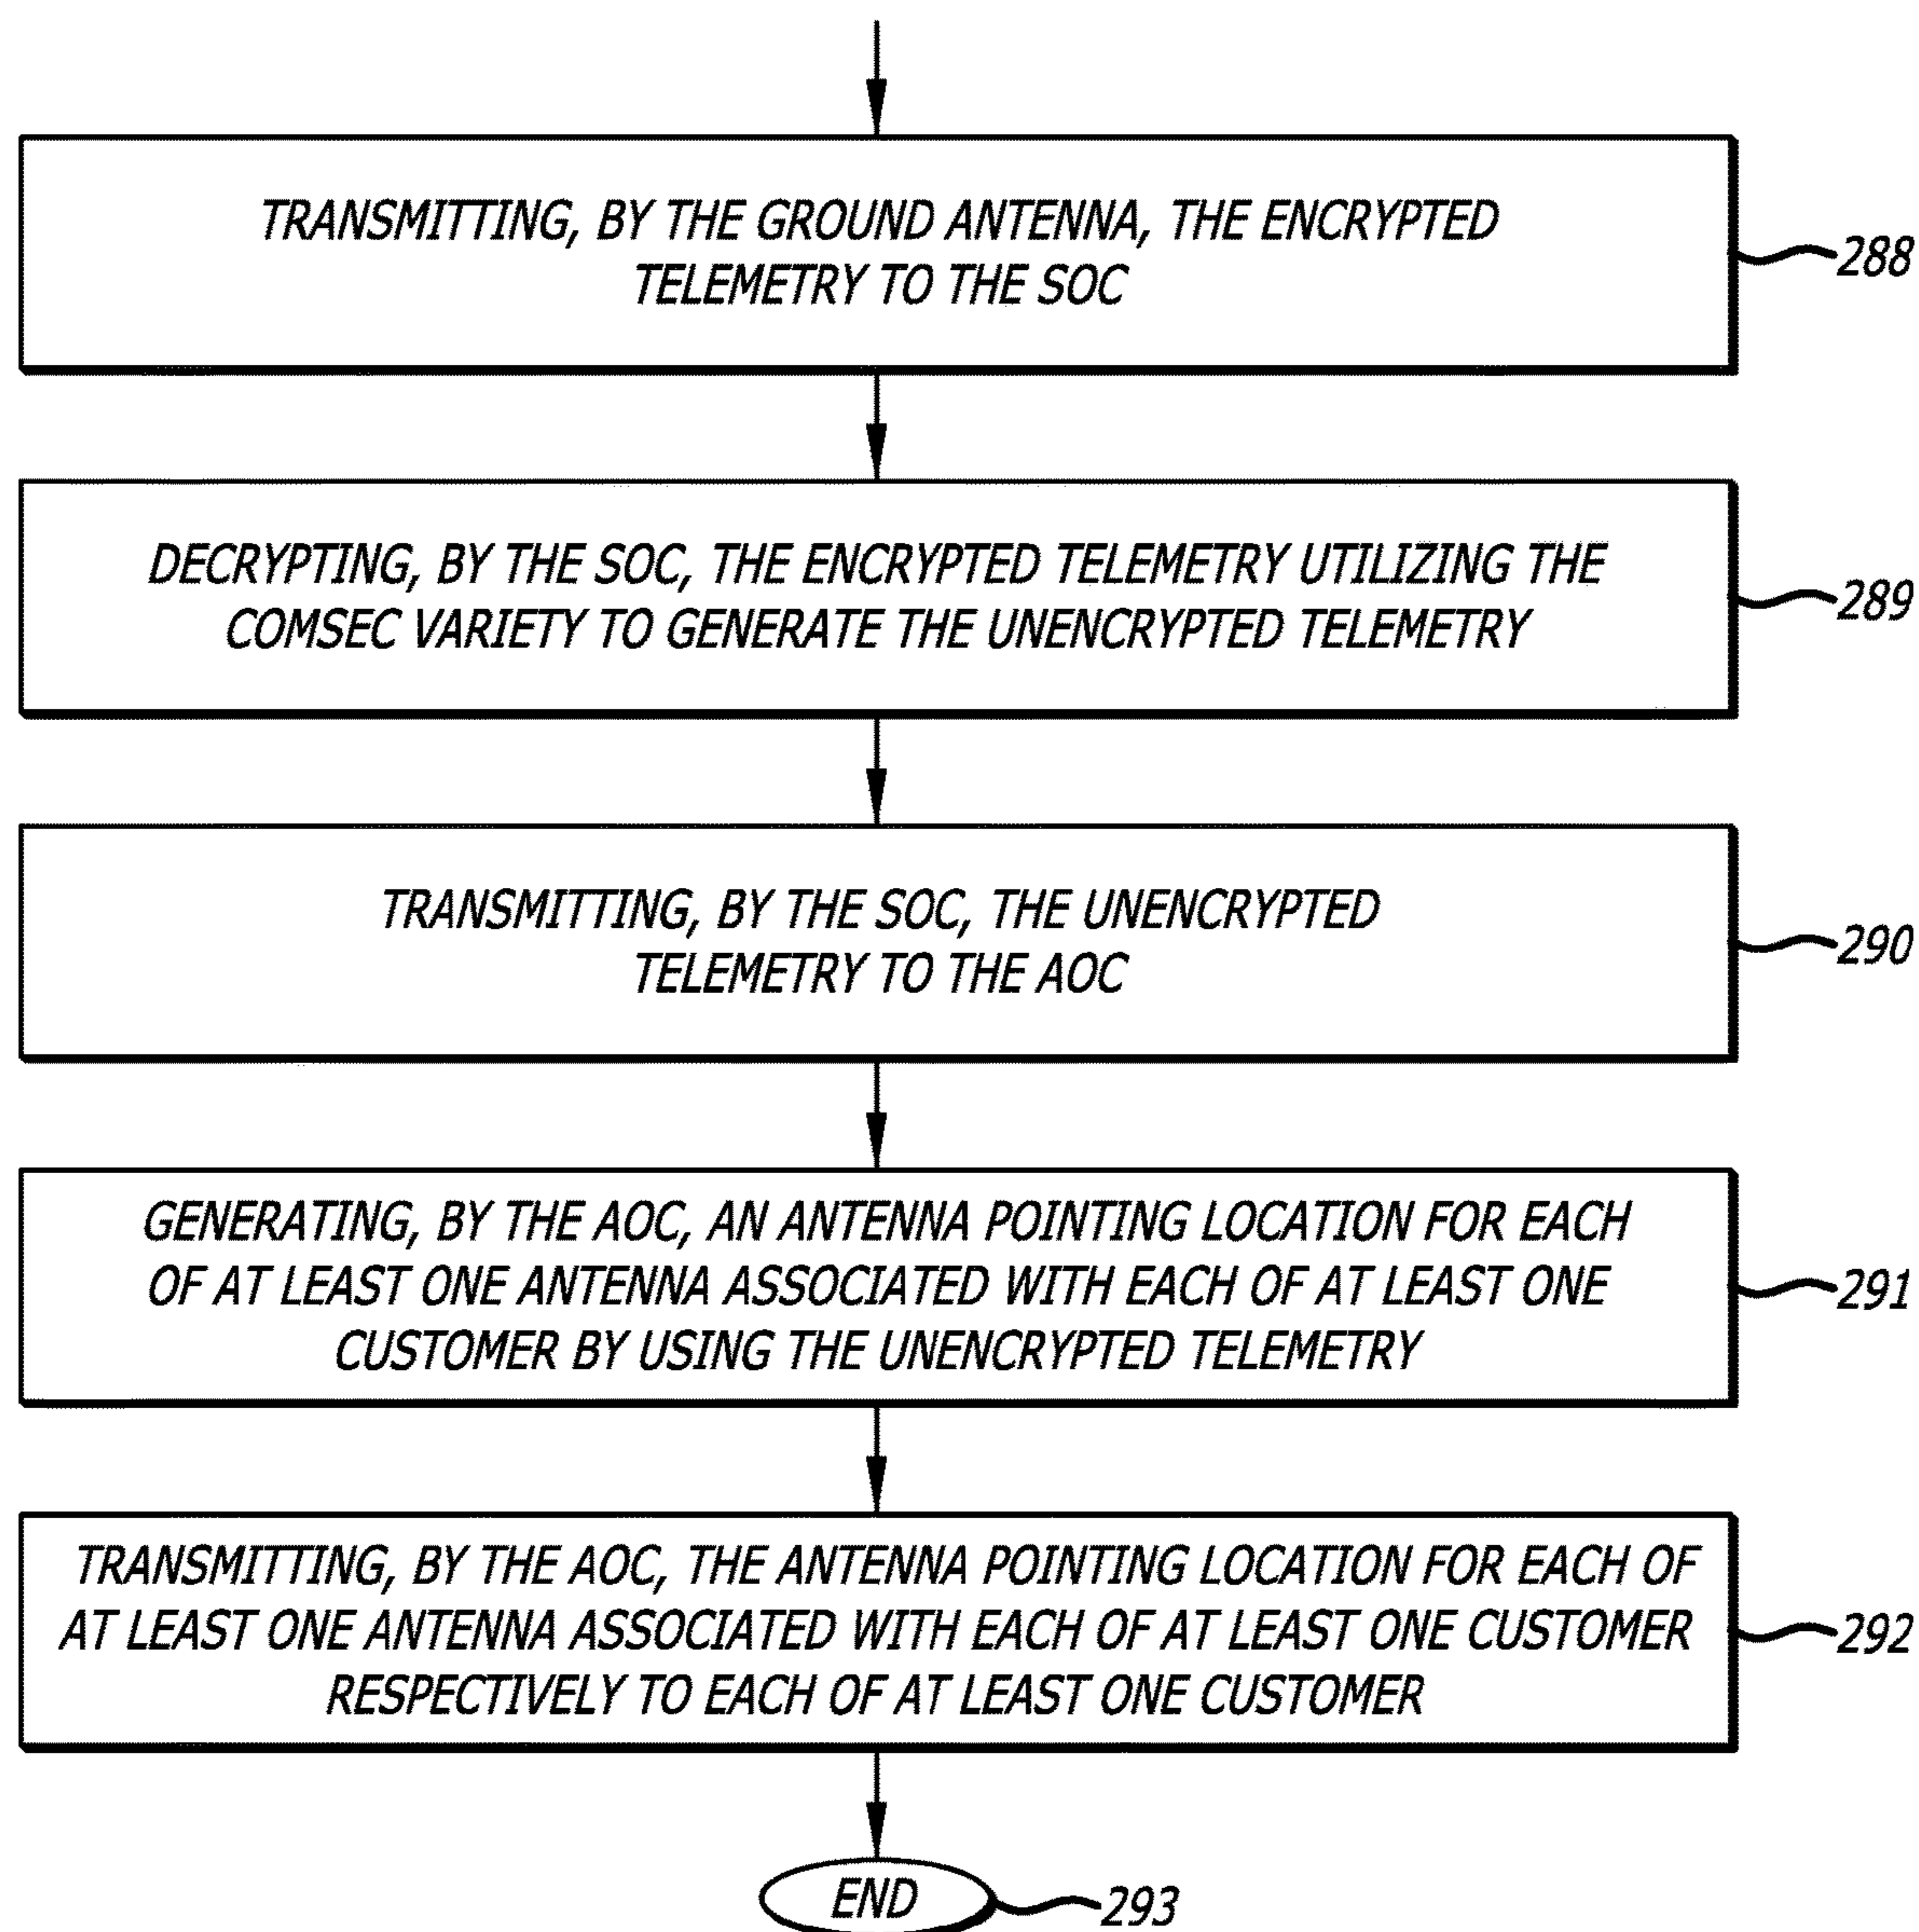 TRANSMITTING, BY THE GROUND ANTENNA, THE ENCRYPTED
TELEMETRY TO THE SOC
288
DECRYPTING, BY THE SOC, THE ENCRYPTED TELEMETRY UTILIZING THE
COMSEC VARIETY TO GENERATE THE UNENCRYPTED TELEMETRY
289
TRANSMITTING, BY THE SOC, THE UNENCRYPTED
TELEMETRY TO THE AOC
290
GENERATING, BY THE AOC, AN ANTENNA POINTING LOCATION FOR EACH
OF AT LEAST ONE ANTENNA ASSOCIATED WITH EACH OF AT LEAST ONE
CUSTOMER BY USING THE UNENCRYPTED TELEMETRY
291
TRANSMITTING, BY THE AOC, THE ANTENNA POINTING LOCATION FOR EACH OF
AT LEAST ONE ANTENNA ASSOCIATED WITH EACH OF AT LEAST ONE CUSTOMER
RESPECTIVELY TO EACH OF AT LEAST ONE CUSTOMER
292
END
293